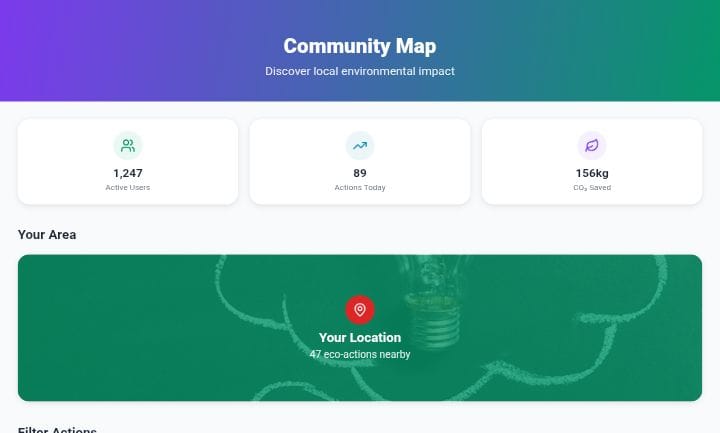 Community Map
Discover local environmental impact
1,247
Active Users
89
Actions Today
156kg
CO₂ Saved
Your Area
Your Location
47 eco-actions nearby
Filter Actions